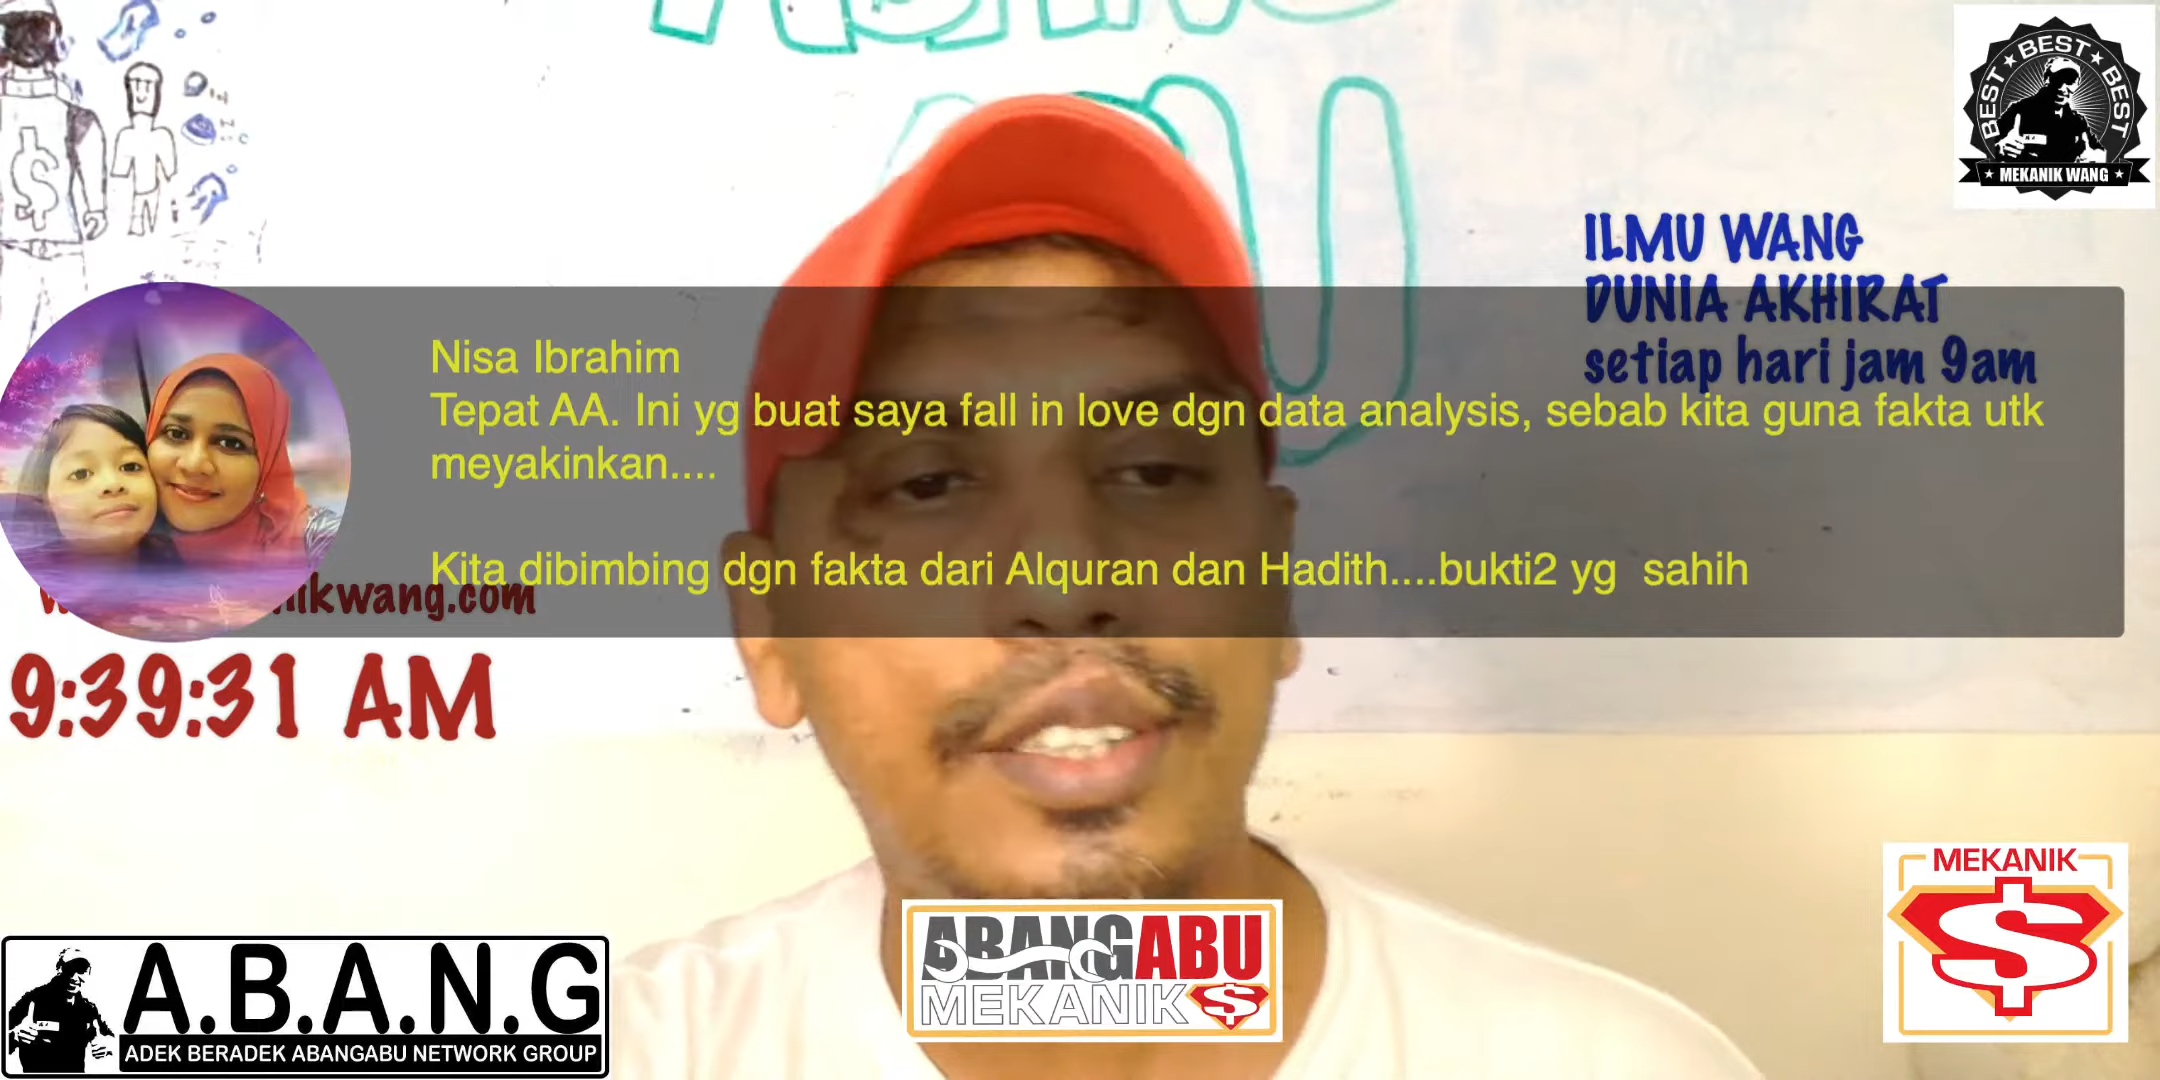 BEST BEST BEST
MEKANIK WANG
ILMU WANG
DUNIA AKHIRAT
setiap hari jam 9am
Nisa Ibrahim
Tepat AA. Ini yg buat saya fall in love dgn data analysis, sebab kita guna fakta utk
meyakinkan....
Kita dibimbing dgn fakta dari Alquran dan Hadith....bukti2 yg sahih
nikwang.com
9:39:31 AM
MEKANIK
$
ABANGABU
MEKANIK$
A.B.A.N.G
ADEK BERADEK ABANGABU NETWORK GROUP